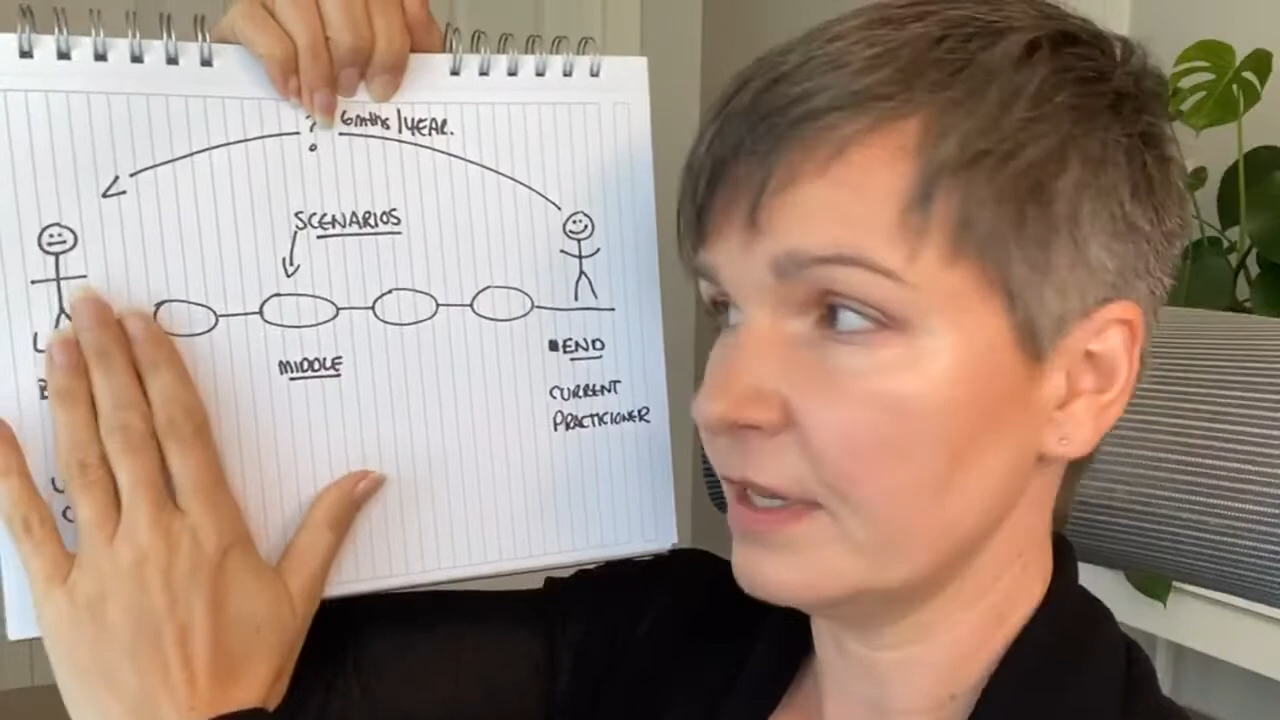 ? 6mths/YEAR.
SCENARIOS
MIDDLE
END
CURRENT
PRACTICIONER